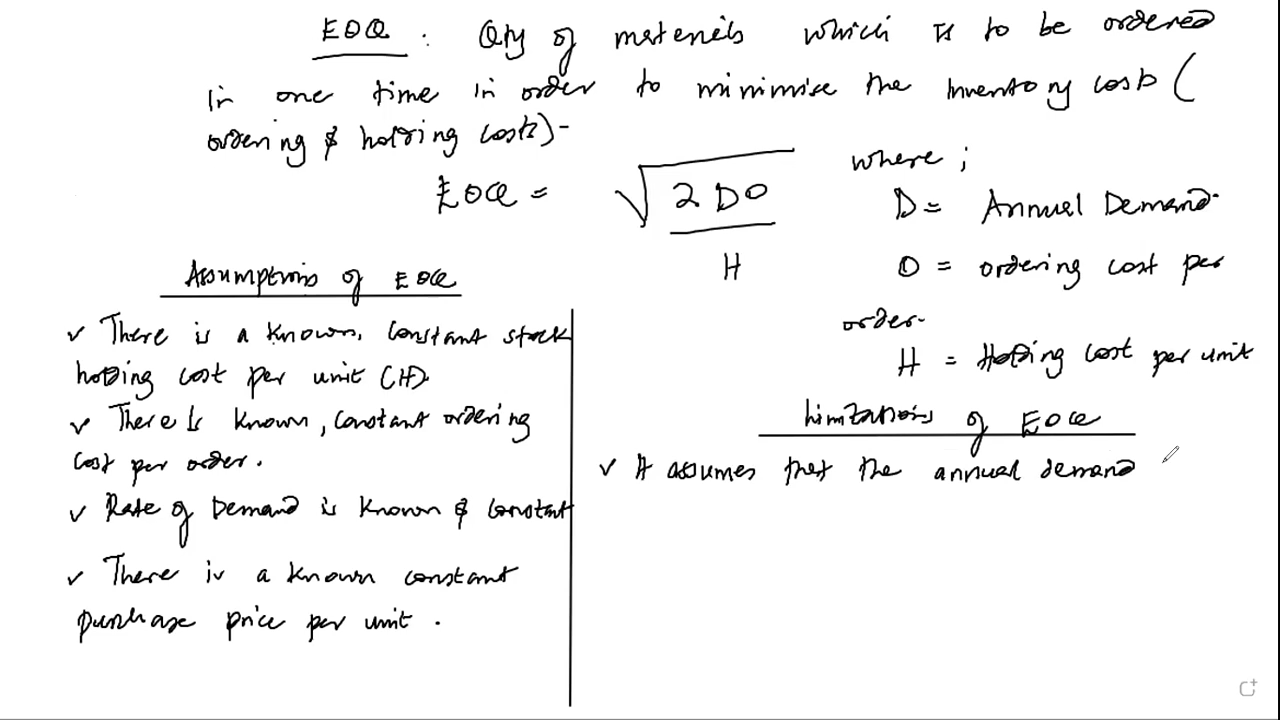 EOQ : Qty of materials which is to be ordered
in one time in order to minimise the inventory costs (
ordering & holding costs)-
EOQ = √ 2 DO
H
where ;
D = Annual Demand.
O = ordering cost per
order.
H = Holding cost per unit
Assumptions of EOQ
✓ There is a known, constant stock
holding cost per unit (H).
✓ There is known, constant ordering
cost per order.
✓ Rate of Demand is known & constant
✓ There is a known constant
purchase price per unit .
limitations of EOQ
✓ It assumes that the annual demand